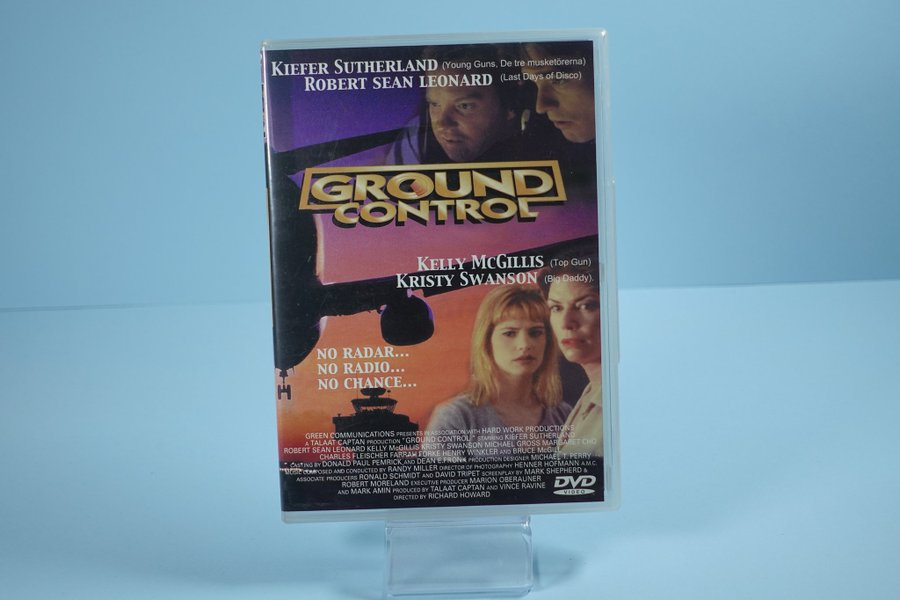 KIEFER SUTHERLAND (Young Guns, De tre musketörerna)
ROBERT SEAN LEONARD (Last Days of Disco)
GROUND
CONTROL
KELLY MCGILLIS (Top Gun)
KRISTY SWANSON (Big Daddy).
NO RADAR...
NO RADIO...
NO CHANCE...
GREEN COMMUNICATIONS PRESENTS IN ASSOCIATION WITH HARD WORK PRODUCTIONS
A TALAAT CAPTAN PRODUCTION "GROUND CONTROL" STARRING KIEFER SUTHERLAND
ROBERT SEAN LEONARD KELLY McGILLIS KRISTY SWANSON MICHAEL GROSS MARGARET CHO
CHARLES FLEISCHER FARRAH FORKE HENRY WINKLER AND BRUCE McGILL
CASTING BY DONALD PAUL PEMRICK AND DEAN E. FRONK PRODUCTION DESIGNER MICHAEL T. PERRY
MUSIC COMPOSED AND CONDUCTED BY RANDY MILLER DIRECTOR OF PHOTOGRAPHY HENNER HOFMANN A.M.C.
ASSOCIATE PRODUCERS RONALD SCHMIDT AND DAVID TRIPET SCREENPLAY BY MARK SHEPHERD &
ROBERT MORELAND EXECUTIVE PRODUCER MARION OBERAUNER
AND MARK AMIN PRODUCED BY TALAAT CAPTAN AND VINCE RAVINE
DIRECTED BY RICHARD HOWARD
DVD
VIDEO